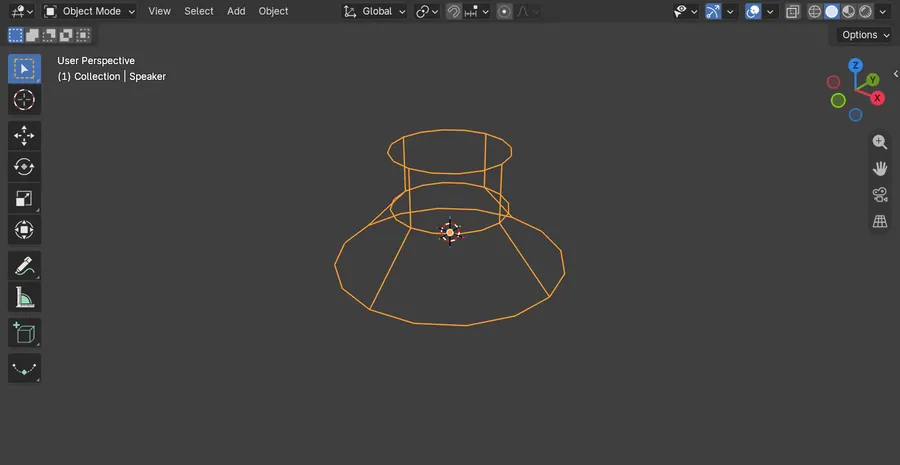 Object Mode View Select Add Object Global
Options
User Perspective
(1) Collection | Speaker
Z
Y
X